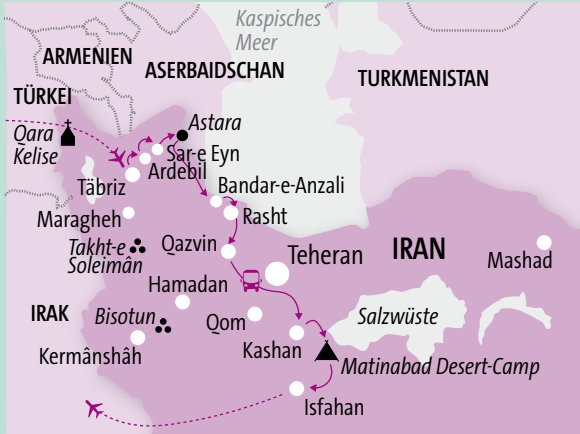 Kaspisches
Meer
ARMENIEN
ASERBAIDSCHAN
TURKMENISTAN
TÜRKEI
Qara
Kelise
Astara
Sar-e Eyn
Ardebil
Täbriz
Bandar-e-Anzali
Maragheh
Rasht
Takht-e
Soleimân
Qazvin
Teheran
IRAN
Mashad
Hamadan
IRAK
Bisotun
Qom
Salzwüste
Kermânshâh
Kashan
Matinabad Desert-Camp
Isfahan